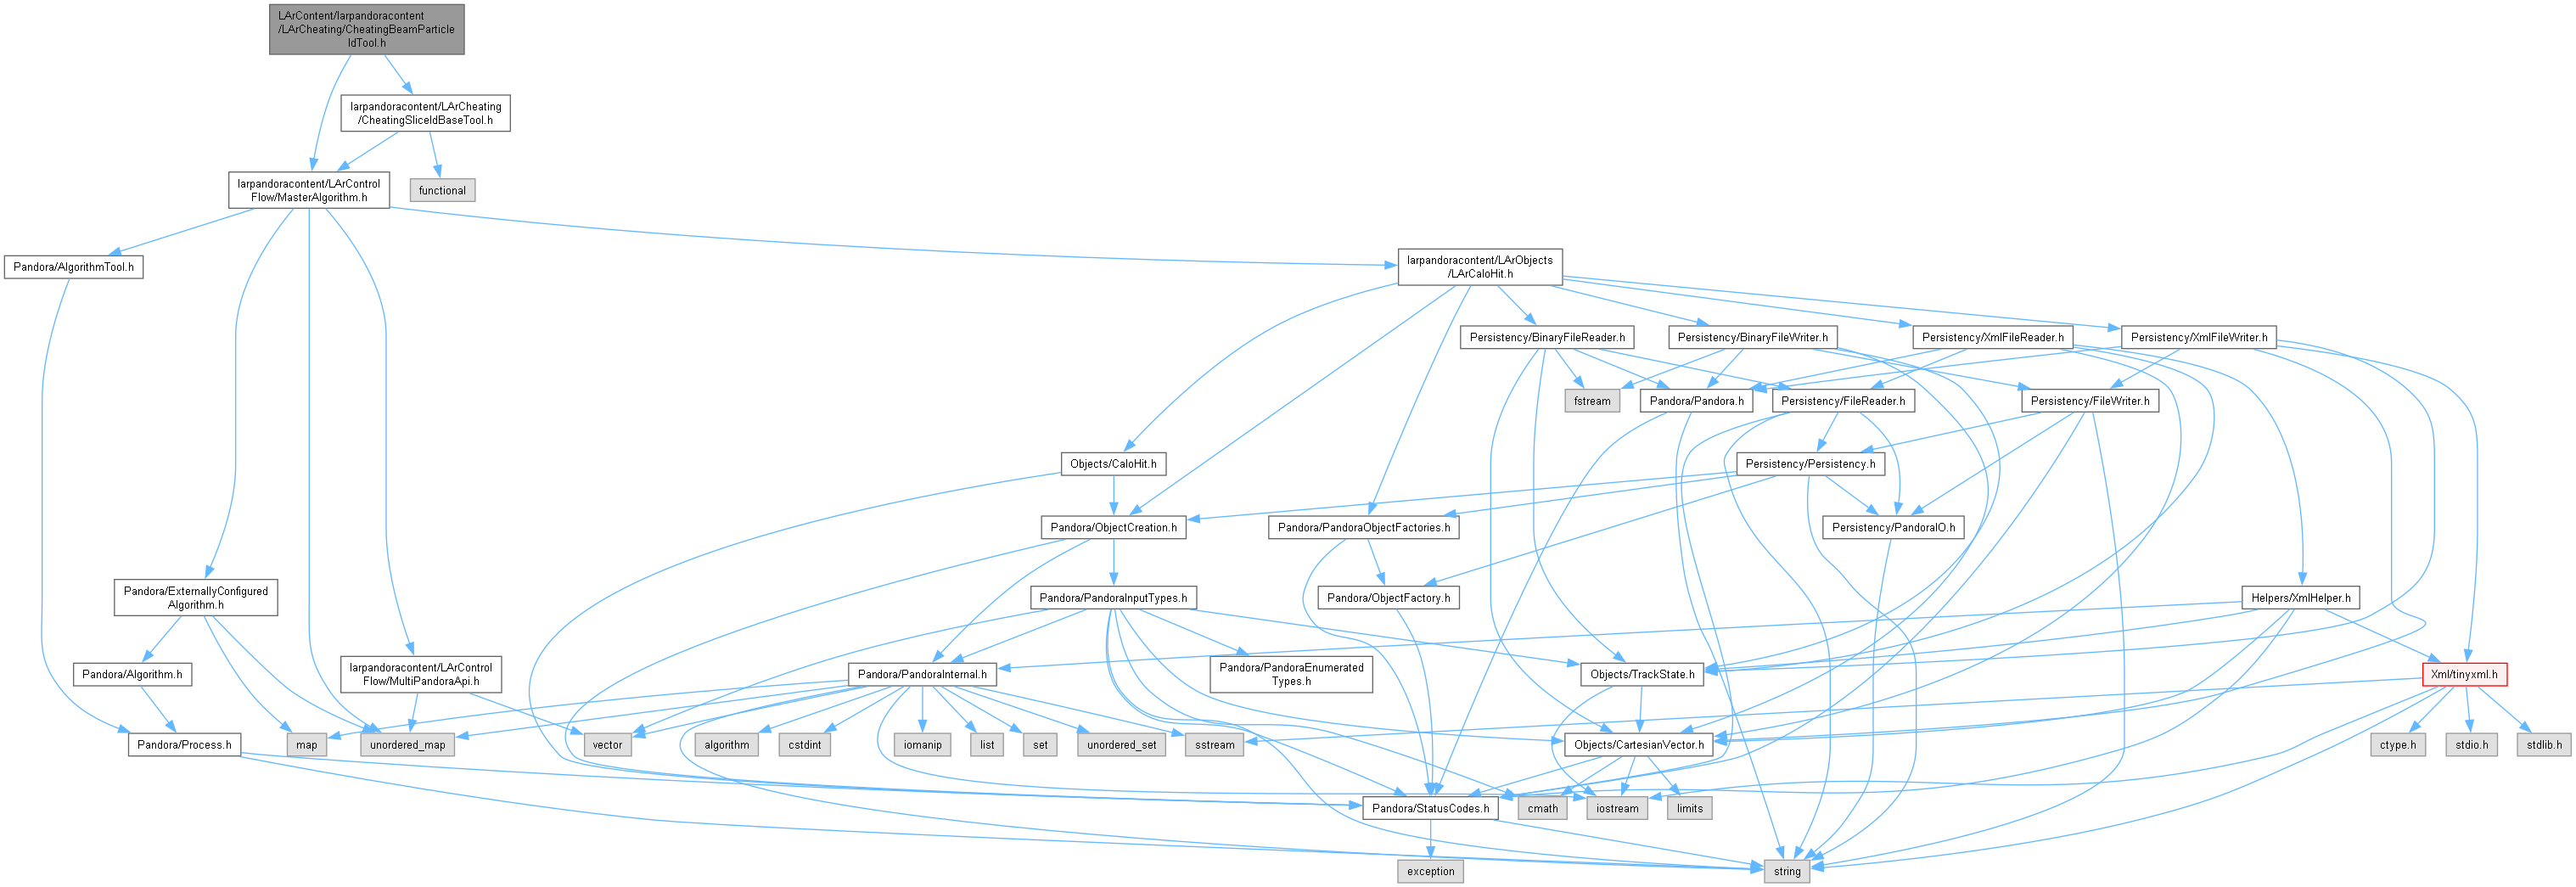 LArContent/larpandoracontent
/LArCheating/CheatingBeamParticle
IdTool.h
larpandoracontent/LArCheating
/CheatingSliceIdBaseTool.h
larpandoracontent/LArControl
Flow/MasterAlgorithm.h
functional
Pandora/AlgorithmTool.h
larpandoracontent/LArObjects
/LArCaloHit.h
Persistency/BinaryFileReader.h
Persistency/BinaryFileWriter.h
Persistency/XmlFileReader.h
Persistency/XmlFileWriter.h
fstream
Pandora/Pandora.h
Persistency/FileReader.h
Persistency/FileWriter.h
Objects/CaloHit.h
Persistency/Persistency.h
Pandora/ObjectCreation.h
Pandora/PandoraObjectFactories.h
Persistency/PandoraIO.h
Pandora/ExternallyConfigured
Algorithm.h
Pandora/PandoraInputTypes.h
Pandora/ObjectFactory.h
Helpers/XmlHelper.h
Pandora/Algorithm.h
larpandoracontent/LArControl
Flow/MultiPandoraApi.h
Pandora/PandoraInternal.h
Pandora/PandoraEnumerated
Types.h
Objects/TrackState.h
Xml/tinyxml.h
Pandora/Process.h
map
unordered_map
vector
algorithm
cstdint
iomanip
list
set
unordered_set
sstream
Objects/CartesianVector.h
ctype.h
stdio.h
stdlib.h
Pandora/StatusCodes.h
cmath
iostream
limits
exception
string